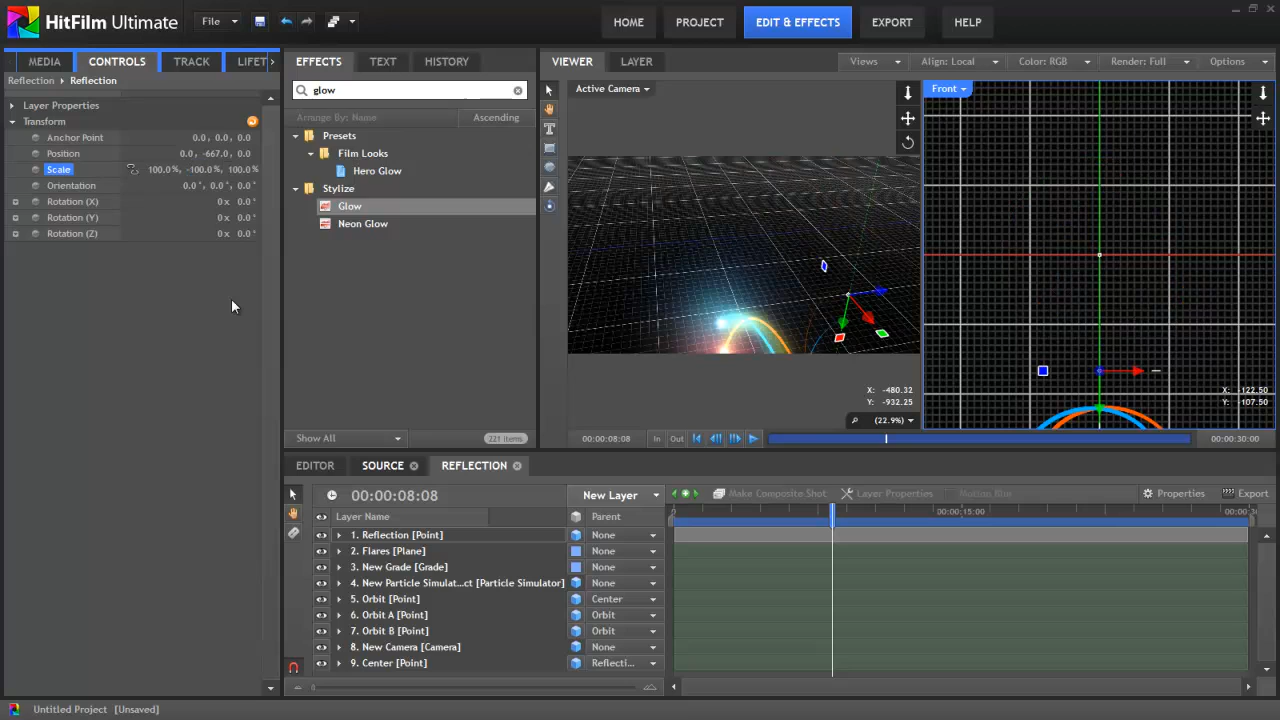 HitFilm Ultimate
File
HOME
PROJECT
EDIT & EFFECTS
EXPORT
HELP
MEDIA
CONTROLS
TRACK
LIFET
Reflection
Reflection
Layer Properties
Transform
Anchor Point 0.0, 0.0, 0.0
Position 0.0, -667.0, 0.0
Scale 100.0%, -100.0%, 100.0%
Orientation 0.0°, 0.0°, 0.0°
Rotation (X) 0x 0.0°
Rotation (Y) 0x 0.0°
Rotation (Z) 0x 0.0°
EFFECTS
TEXT
HISTORY
glow
Arrange By: Name
Ascending
Presets
Film Looks
Hero Glow
Stylize
Glow
Neon Glow
Show All
221 items
VIEWER
LAYER
Views
Align: Local
Color: RGB
Render: Full
Options
Active Camera
X: -480.32
Y: -932.25
(22.9%)
Front
X: -122.50
Y: -107.50
00:00:08:08
In
Out
00:00:30:00
EDITOR
SOURCE
REFLECTION
00:00:08:08
New Layer
Make Composite Shot
Layer Properties
Motion Blur
Properties
Export
Layer Name
Parent
0
00:00:15:00
00:00:3
1. Reflection [Point] None
2. Flares [Plane] None
3. New Grade [Grade] None
4. New Particle Simulat...ct [Particle Simulator] None
5. Orbit [Point] Center
6. Orbit A [Point] Orbit
7. Orbit B [Point] Orbit
8. New Camera [Camera] None
9. Center [Point] Reflecti...
Untitled Project [Unsaved]